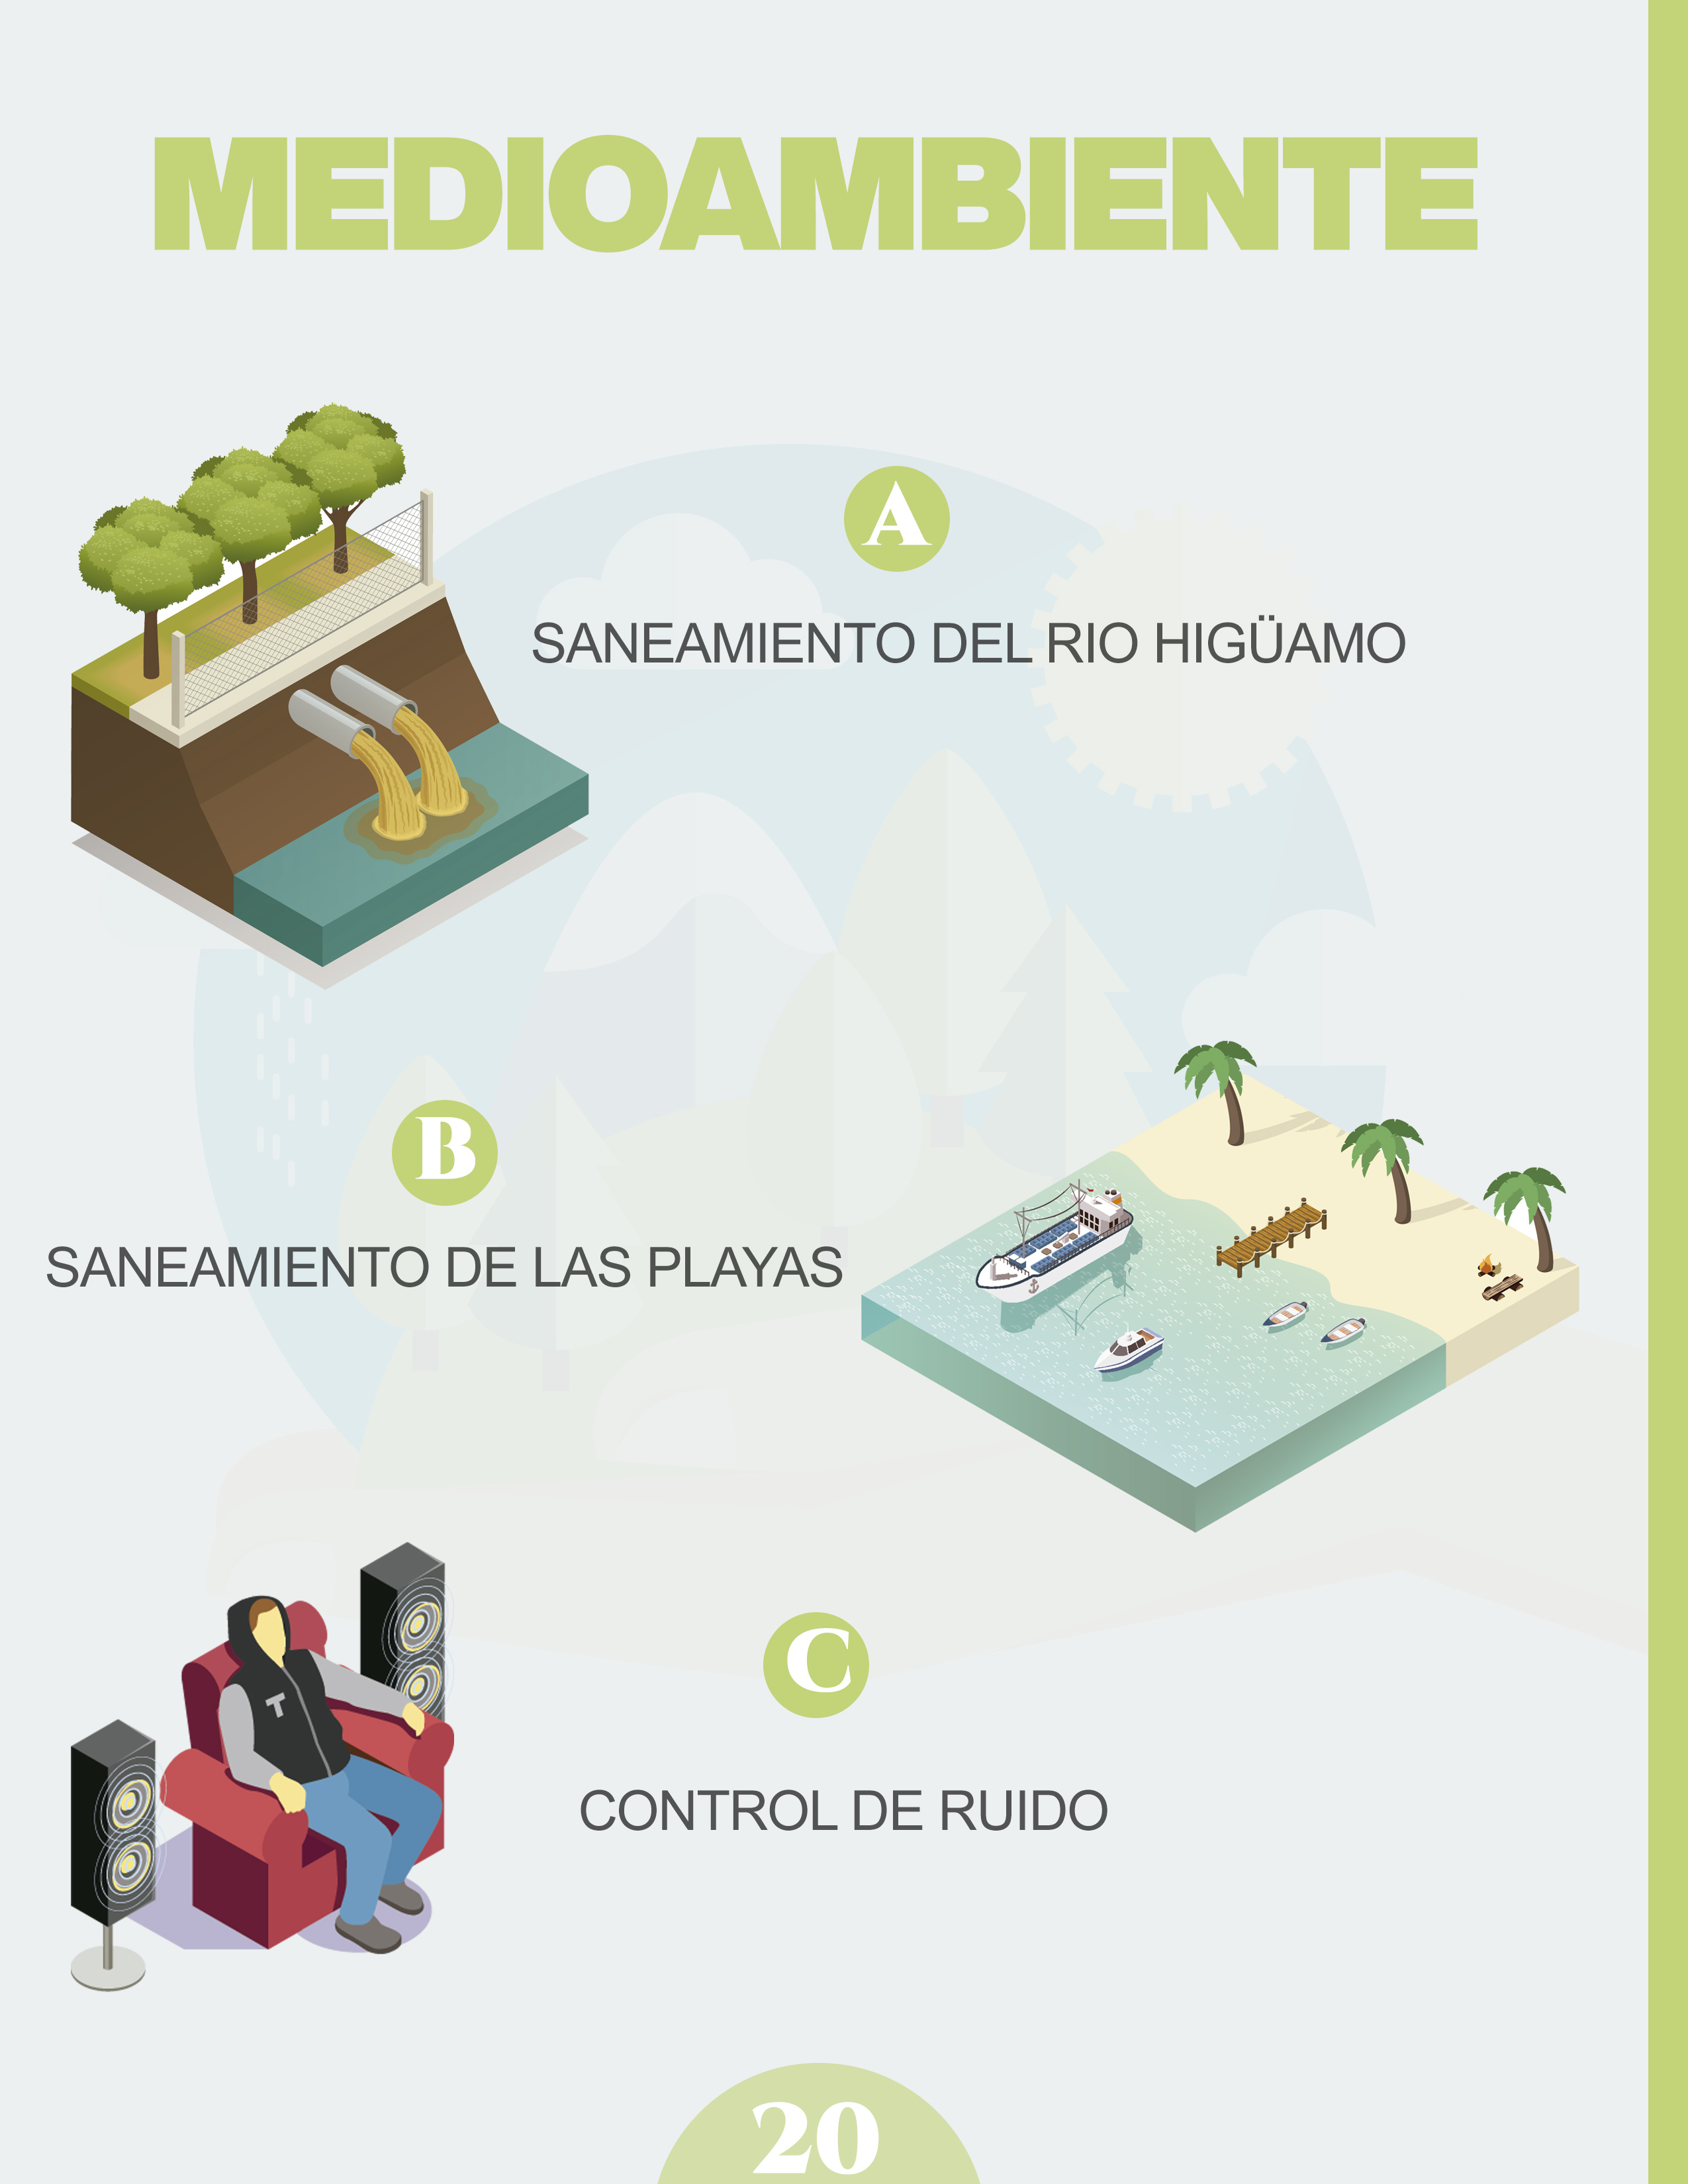 MEDIOAMBIENTE
A
SANEAMIENTO DEL RIO HIGÜAMO
B
SANEAMIENTO DE LAS PLAYAS
T
C
CONTROL DE RUIDO
20